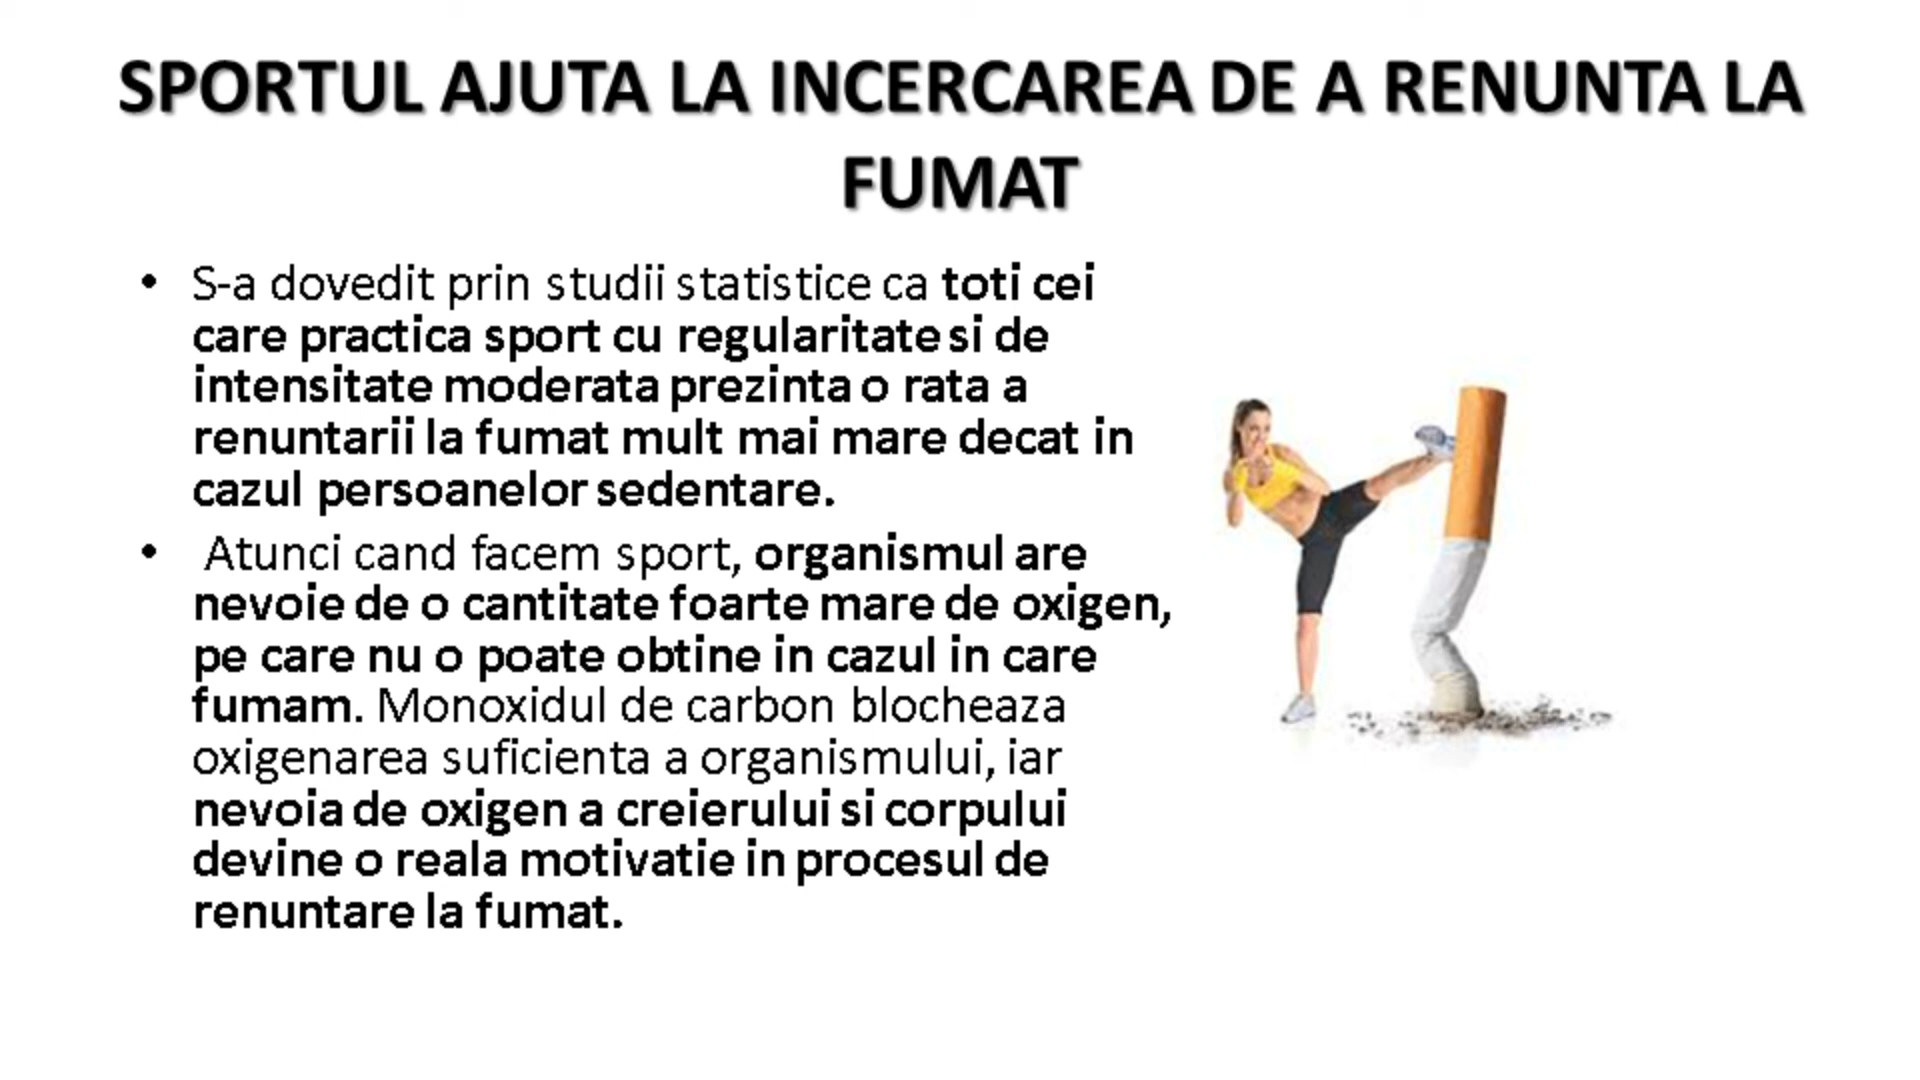 SPORTUL AJUTA LA INCERCAREA DE A RENUNTA LA
FUMAT
• S-a dovedit prin studii statistice ca toti cei
care practica sport cu regularitate si de
intensitate moderata prezinta o rata a
renuntarii la fumat mult mai mare decat in
cazul persoanelor sedentare.
• Atunci cand facem sport, organismul are
nevoie de o cantitate foarte mare de oxigen,
pe care nu o poate obtine in cazul in care
fumam. Monoxidul de carbon blocheaza
oxigenarea suficienta a organismului, iar
nevoia de oxigen a creierului si corpului
devine o reala motivatie in procesul de
renuntare la fumat.